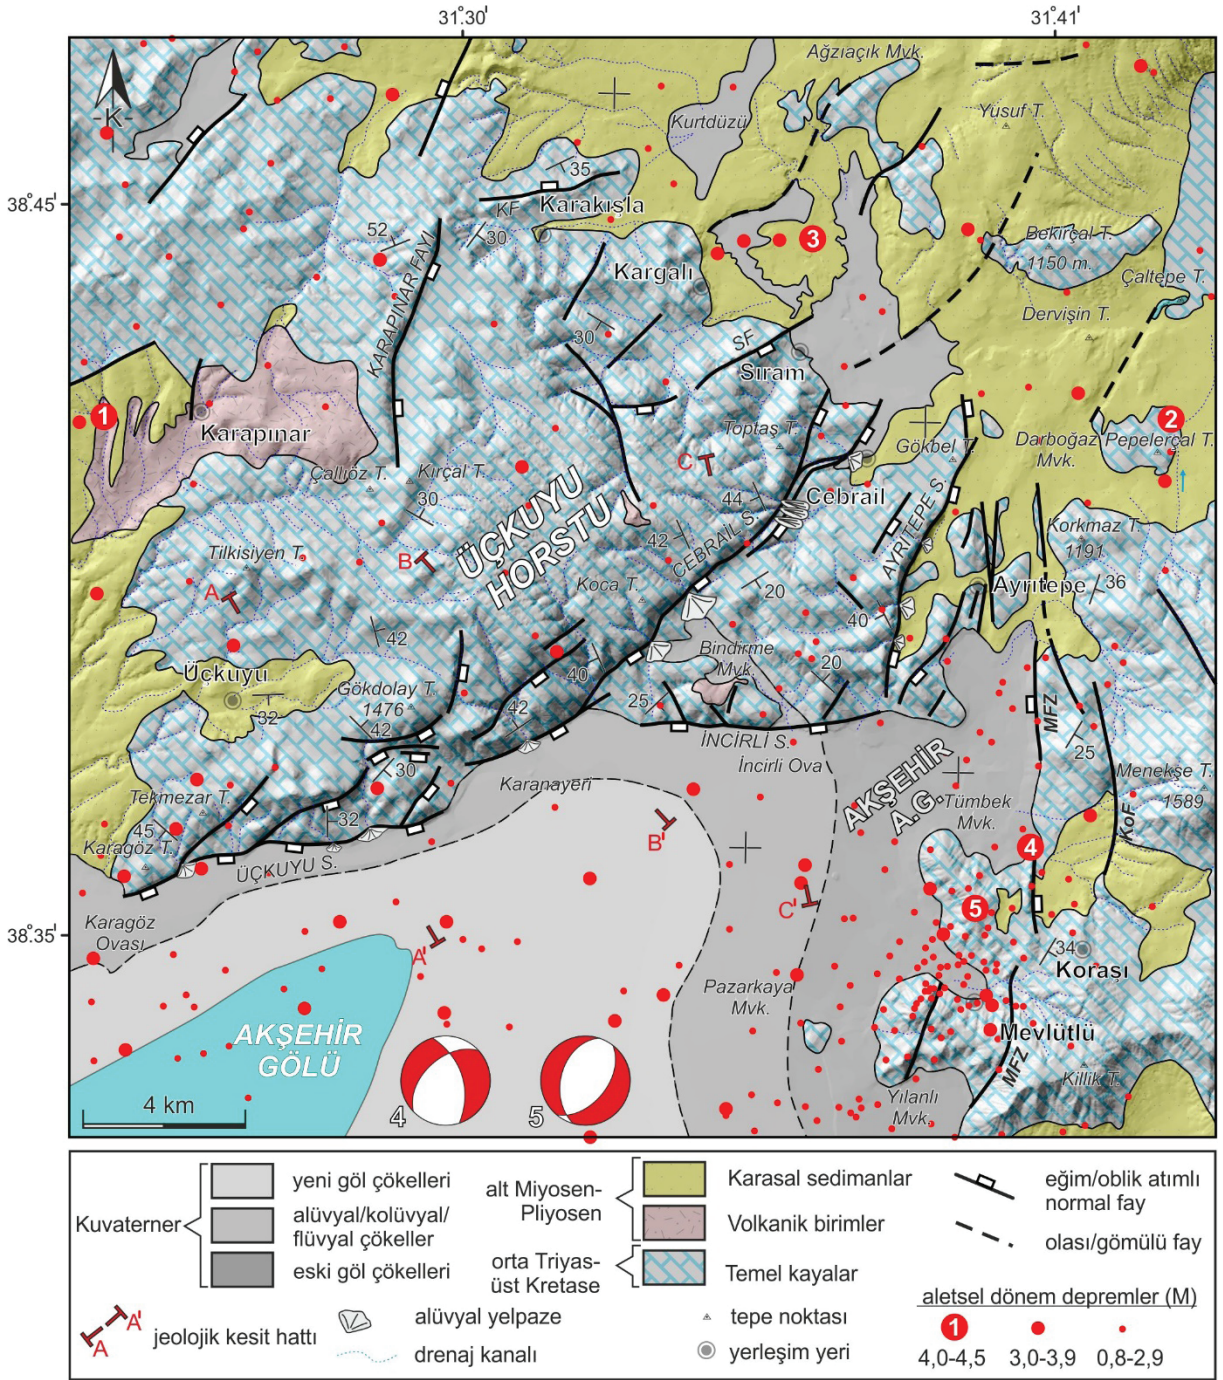 31°30'
31°41'
38°45'
38°35'
-K-
Ağzıaçık Mvk.
Kurtdüzü
Yusuf T.
35
KF
Karakışla
30
52
KARAPINAR FAYI
Kargalı
3
Bekirçal T.
1150 m.
Çaltepe T.
Dervişin T.
30
SF
Sıram
1
Karapınar
Toptaş T.
Gökbel T.
Darboğaz
Mvk.
2
Pepelerçal T.
Çallıöz T.
Kırçal T.
30
C
44
Cebrail
ÜÇKUYU
HORSTU
42
CEBRAIL S.
AYRITEPE S.
Korkmaz T.
1191
Tilkisiyen T.
A
B
Koca T.
20
40
Ayrıtepe
36
42
Bindirme
Mvk.
20
Üçkuyu
32
Gökdolay T.
1476
42
40
42
25
MFZ
25
İNCİRLİ S.
İncirli Ova
30
Karanayeri
AKŞEHİR
A.G.
Tümbek
Mvk.
Menekşe T.
1589
KoF
Tekmezar T.
45
Karagöz T.
32
ÜÇKUYU S.
B'
4
C'
5
Karagöz
Ovası
A'
34
Korası
Pazarkaya
Mvk.
Mevlütlü
AKŞEHİR
GÖLÜ
MFZ
Killik T.
Yılanlı
Mvk.
4 km
4
5
Kuvaterner
yeni göl çökelleri
alüvyal/kolüvyal/
flüvyal çökeller
eski göl çökelleri
alt Miyosen-
Pliyosen
Karasal sedimanlar
Volkanik birimler
orta Triyas-
üst Kretase
Temel kayalar
eğim/oblik atımlı
normal fay
olası/gömülü fay
A
A'
jeolojik kesit hattı
alüvyal yelpaze
drenaj kanalı
tepe noktası
yerleşim yeri
aletsel dönem depremler (M)
1
4,0-4,5
3,0-3,9
0,8-2,9